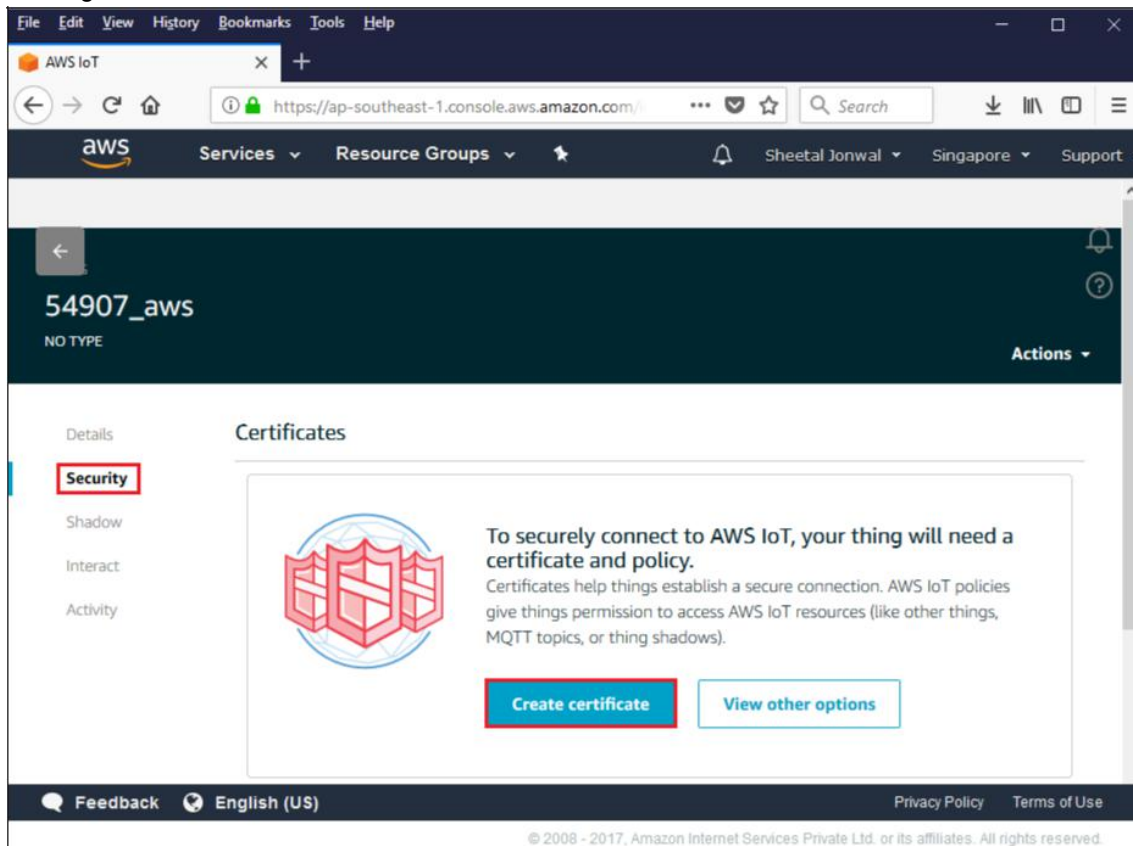 File Edit View History Bookmarks Tools Help
AWS IoT
https://ap-southeast-1.console.aws.amazon.com/
Search
aws Services Resource Groups Sheetal Jonwal Singapore Support
54907_aws
NO TYPE
Actions
Details
Security
Shadow
Interact
Activity
Certificates
To securely connect to AWS IoT, your thing will need a
certificate and policy.
Certificates help things establish a secure connection. AWS IoT policies
give things permission to access AWS IoT resources (like other things,
MQTT topics, or thing shadows).
Create certificate View other options
Feedback English (US) Privacy Policy Terms of Use
© 2008 - 2017, Amazon Internet Services Private Ltd. or its affiliates. All rights reserved.